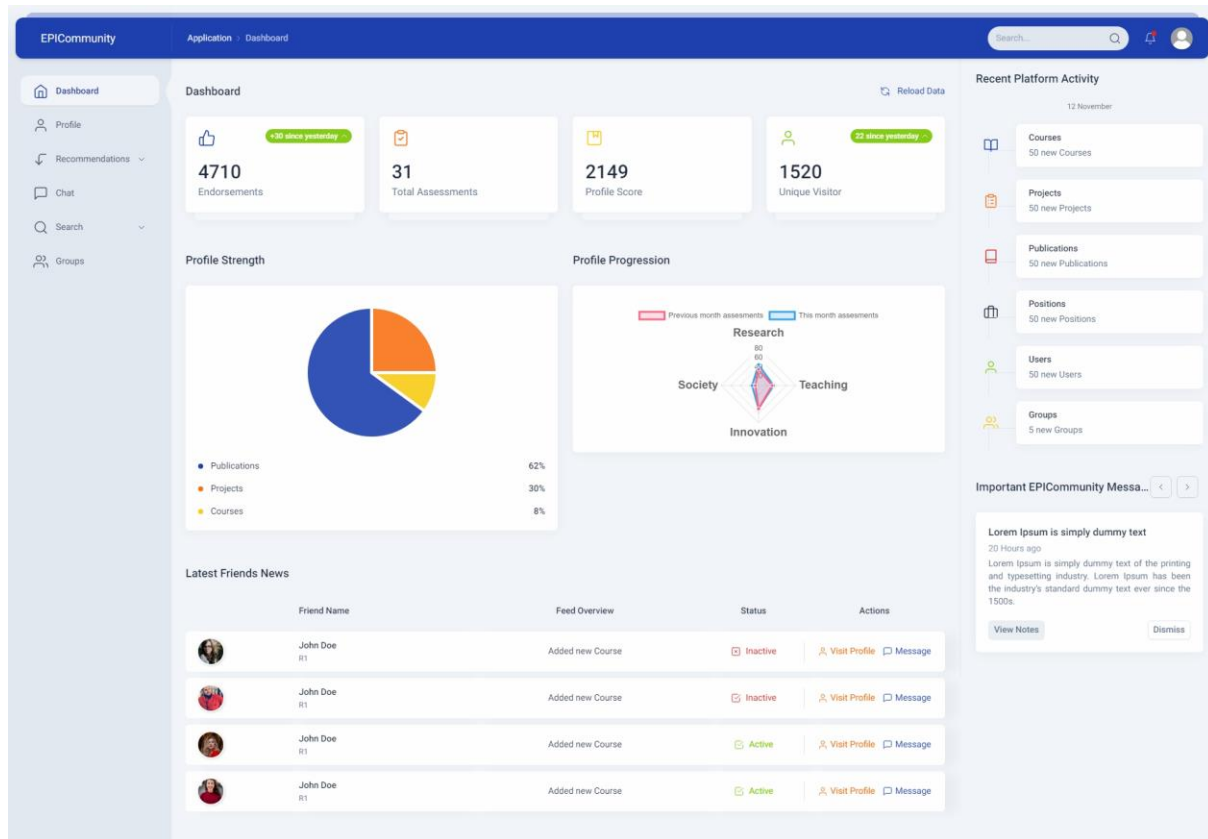 EPICommunity
Application > Dashboard
Search...
Dashboard
Profile
Recommendations
Chat
Search
Groups
Dashboard
Reload Data
+30 since yesterday
4710
Endorsements
31
Total Assessments
2149
Profile Score
22 since yesterday
1520
Unique Visitor
Profile Strength
Publications 62%
Projects 30%
Courses 8%
Profile Progression
Previous month assesments This month assesments
Research
80
60
Society Teaching
Innovation
Latest Friends News
Friend Name Feed Overview Status Actions
John Doe
R1
Added new Course Inactive Visit Profile Message
John Doe
R1
Added new Course Inactive Visit Profile Message
John Doe
R1
Added new Course Active Visit Profile Message
John Doe
R1
Added new Course Active Visit Profile Message
Recent Platform Activity
12 November
Courses
50 new Courses
Projects
50 new Projects
Publications
50 new Publications
Positions
50 new Positions
Users
50 new Users
Groups
5 new Groups
Important EPICommunity Messa...
Lorem Ipsum is simply dummy text
20 Hours ago
Lorem Ipsum is simply dummy text of the printing
and typesetting industry. Lorem Ipsum has been
the industry's standard dummy text ever since the
1500s.
View Notes Dismiss